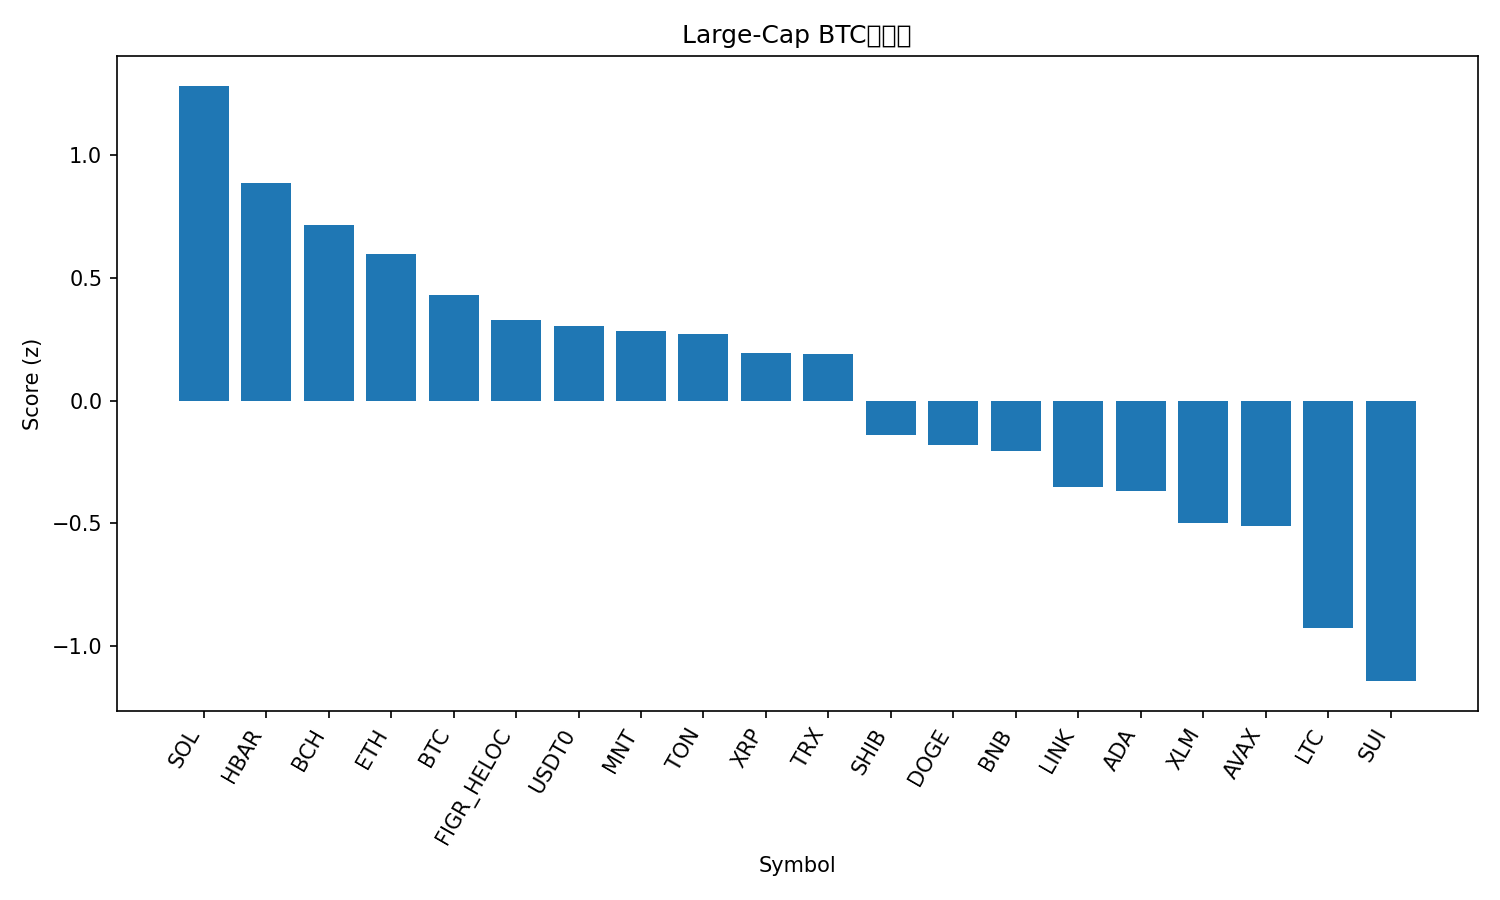 Large-Cap BTC
1.0
0.5
0.0
−0.5
−1.0
Score (z)
SOL
HBAR
BCH
ETH
BTC
FIGR_HELOC
USDT0
MNT
TON
XRP
TRX
SHIB
DOGE
BNB
LINK
ADA
XLM
AVAX
LTC
SUI
Symbol